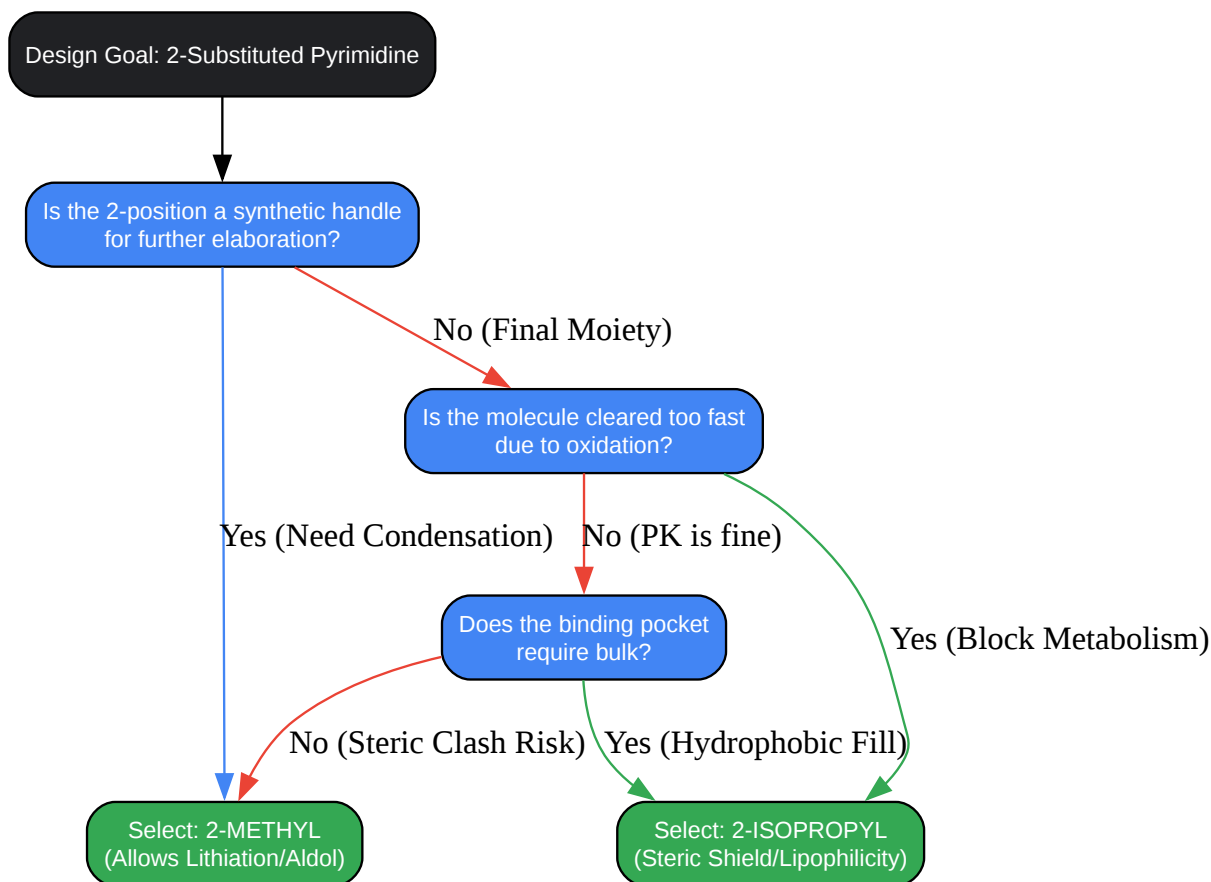 Design Goal: 2-Substituted Pyrimidine
Is the 2-position a synthetic handle
for further elaboration?
No (Final Moiety)
Is the molecule cleared too fast
due to oxidation?
Yes (Need Condensation)
No (PK is fine)
Does the binding pocket
require bulk?
Yes (Block Metabolism)
No (Steric Clash Risk)
Yes (Hydrophobic Fill)
Select: 2-METHYL
(Allows Lithiation/Aldol)
Select: 2-ISOPROPYL
(Steric Shield/Lipophilicity)